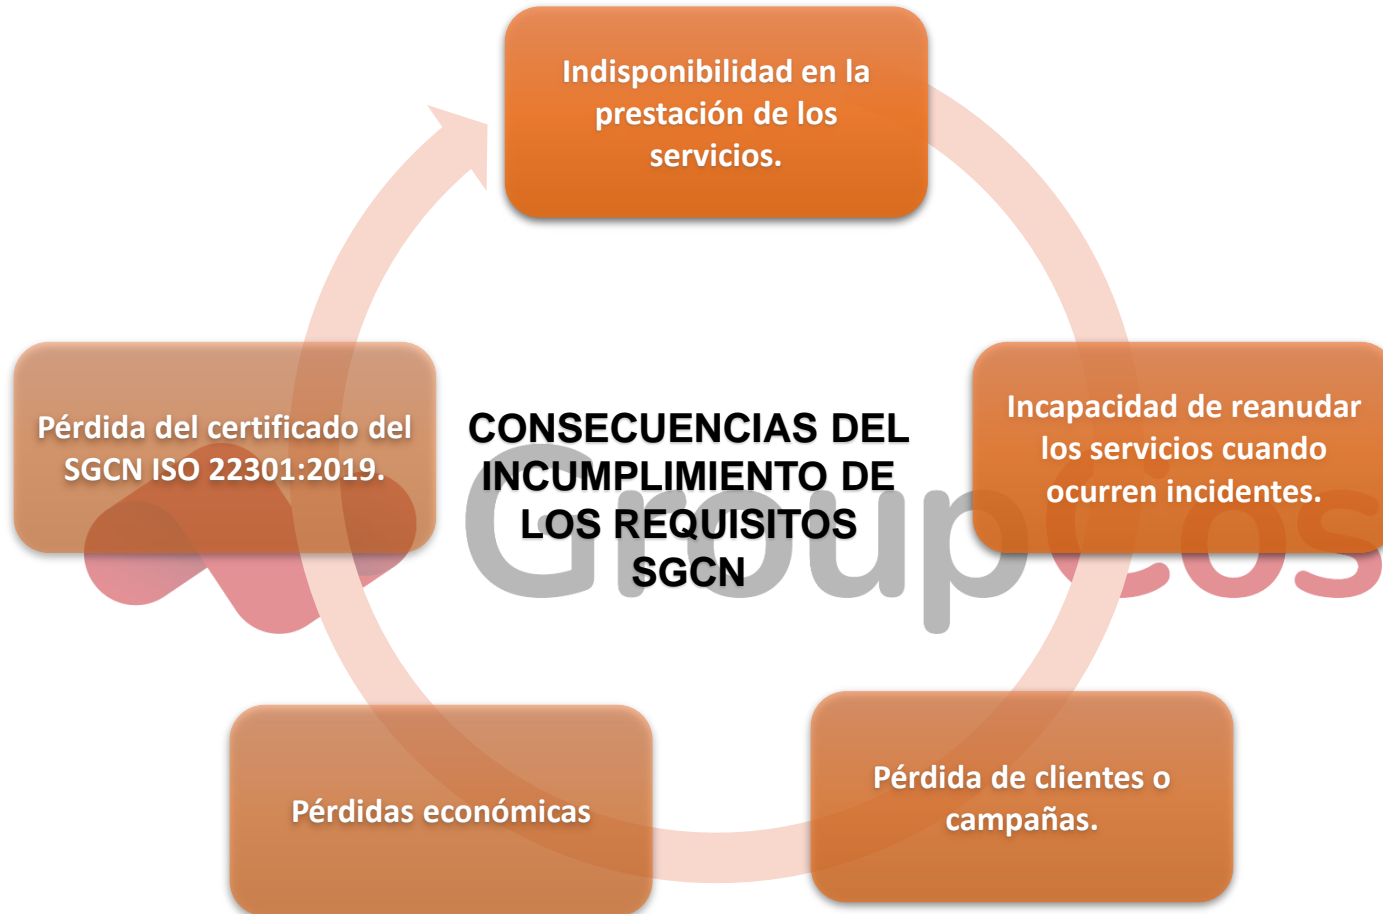 Indisponibilidad en la
prestación de los
servicios.
Incapacidad de reanudar
los servicios cuando
ocurren incidentes.
Pérdida de clientes o
campañas.
Pérdidas económicas
Pérdida del certificado del
SGCN ISO 22301:2019.
CONSECUENCIAS DEL
INCUMPLIMIENTO DE
LOS REQUISITOS
SGCN
GroupCos